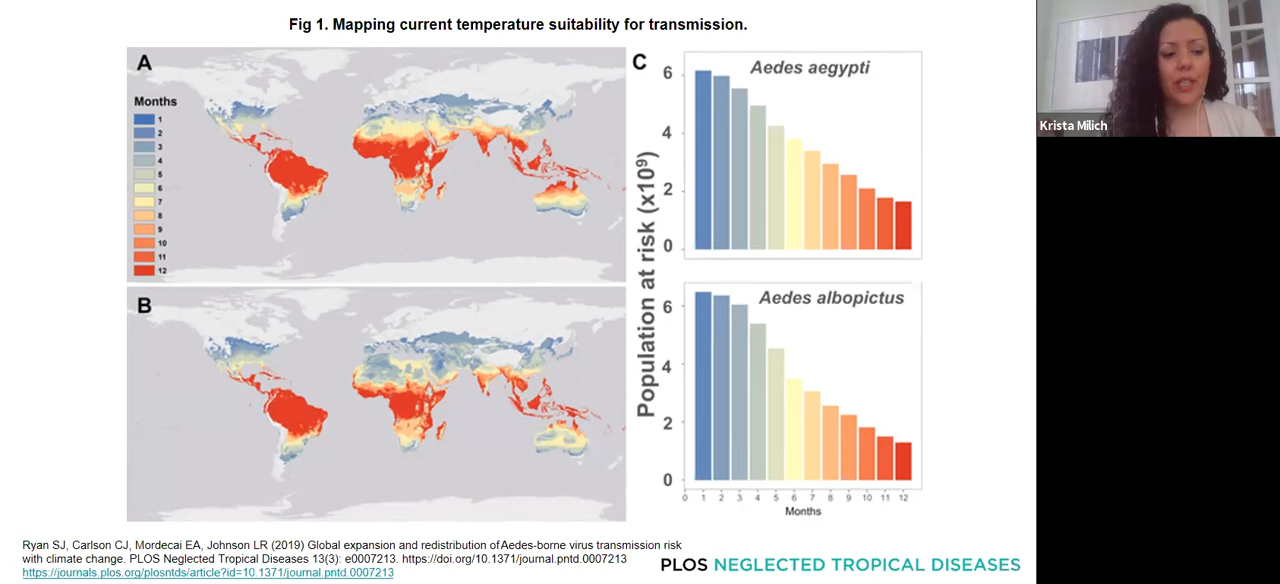 Fig 1. Mapping current temperature suitability for transmission.
A
Months
1
2
3
4
5
6
7
8
9
10
11
12
B
C
Population at risk (x10⁹)
Aedes aegypti
6
4
2
0
Aedes albopictus
6
4
2
0
0 1 2 3 4 5 6 7 8 9 10 11 12
Months
Krista Milich
Ryan SJ, Carlson CJ, Mordecai EA, Johnson LR (2019) Global expansion and redistribution of Aedes-borne virus transmission risk
with climate change. PLOS Neglected Tropical Diseases 13(3): e0007213. https://doi.org/10.1371/journal.pntd.0007213
https://journals.plos.org/plosntds/article?id=10.1371/journal.pntd.0007213
PLOS NEGLECTED TROPICAL DISEASES